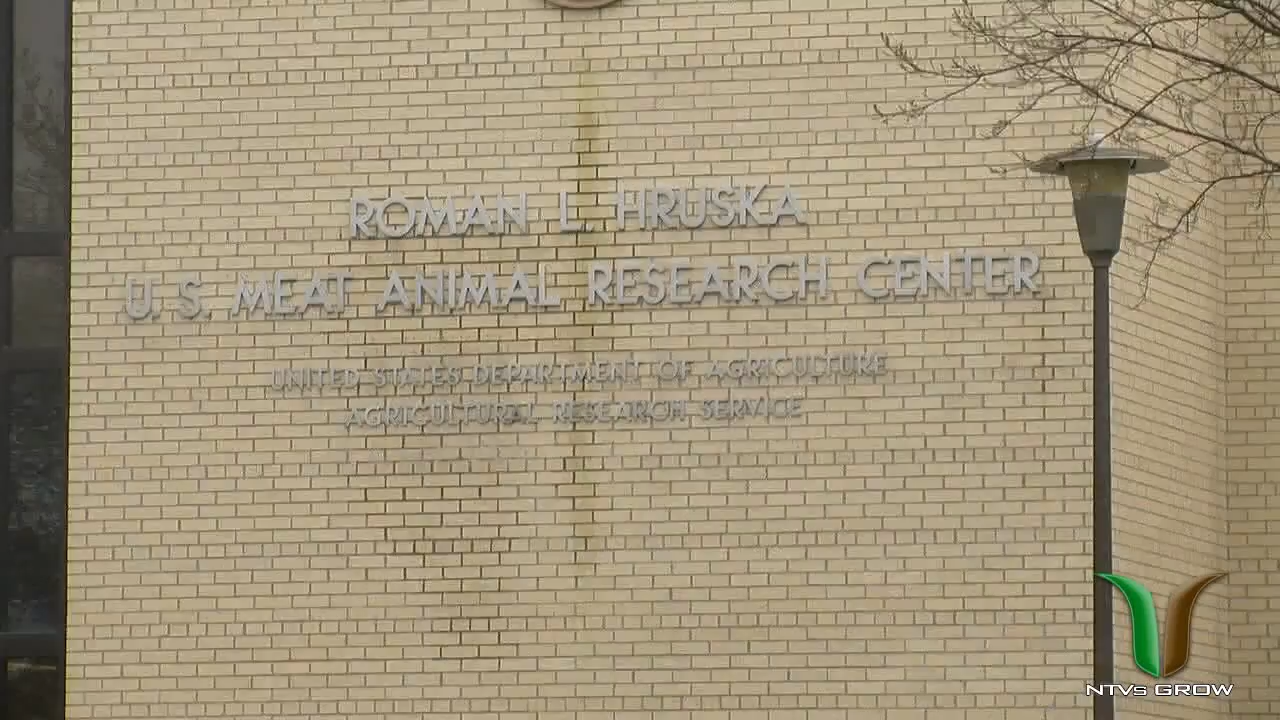 ROMAN L. HRUSKA
U. S. MEAT ANIMAL RESEARCH CENTER
UNITED STATES DEPARTMENT OF AGRICULTURE
AGRICULTURAL RESEARCH SERVICE
NTVs GROW